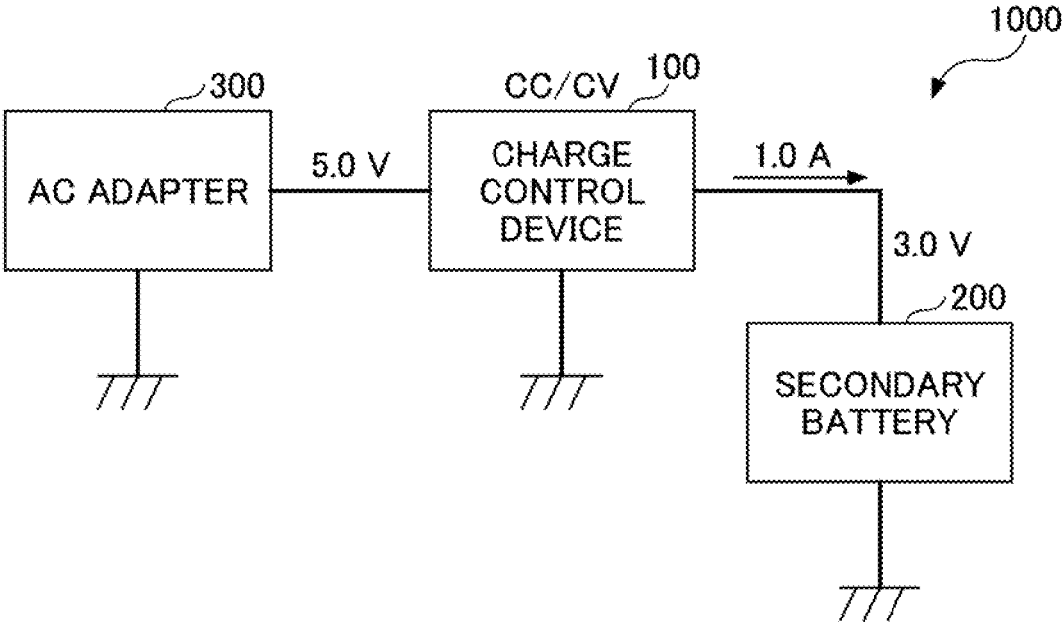 1000
300
CC/CV
100
AC ADAPTER
5.0 V
CHARGE
CONTROL
DEVICE
1.0 A
3.0 V
200
SECONDARY
BATTERY